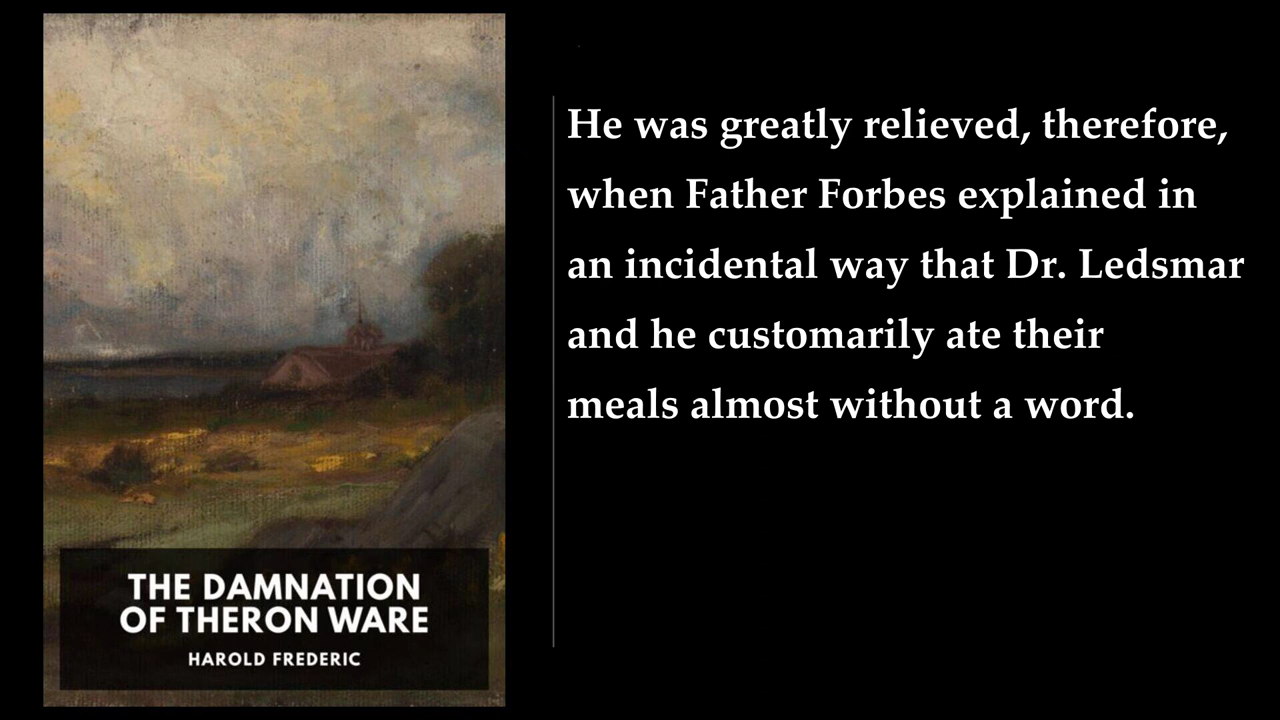 He was greatly relieved, therefore,
when Father Forbes explained in
an incidental way that Dr. Ledsmar
and he customarily ate their
meals almost without a word.
THE DAMNATION
OF THERON WARE
HAROLD FREDERIC